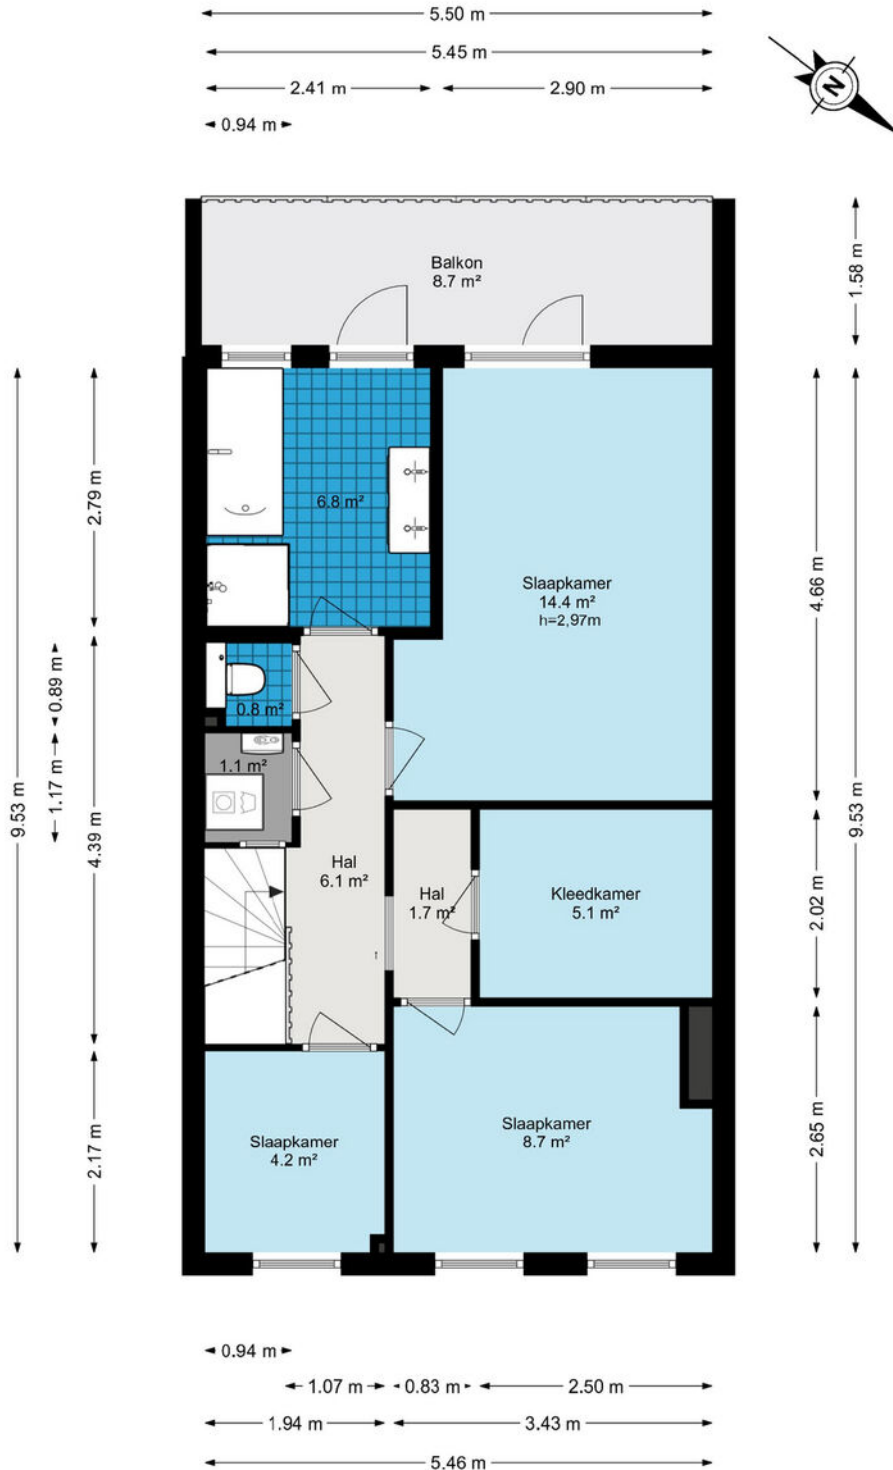 5.50 m
5.45 m
2.41 m
2.90 m
0.94 m
N
Balkon
8.7 m²
1.58 m
2.79 m
6.8 m²
4.66 m
Slaapkamer
14.4 m²
h=2,97m
0.89 m
0.8 m²
1.17 m
1.1 m²
9.53 m
4.39 m
9.53 m
Hal
6.1 m²
Hal
1.7 m²
Kleedkamer
5.1 m²
2.02 m
Slaapkamer
8.7 m²
2.65 m
Slaapkamer
4.2 m²
2.17 m
0.94 m
1.07 m
0.83 m
2.50 m
1.94 m
3.43 m
5.46 m